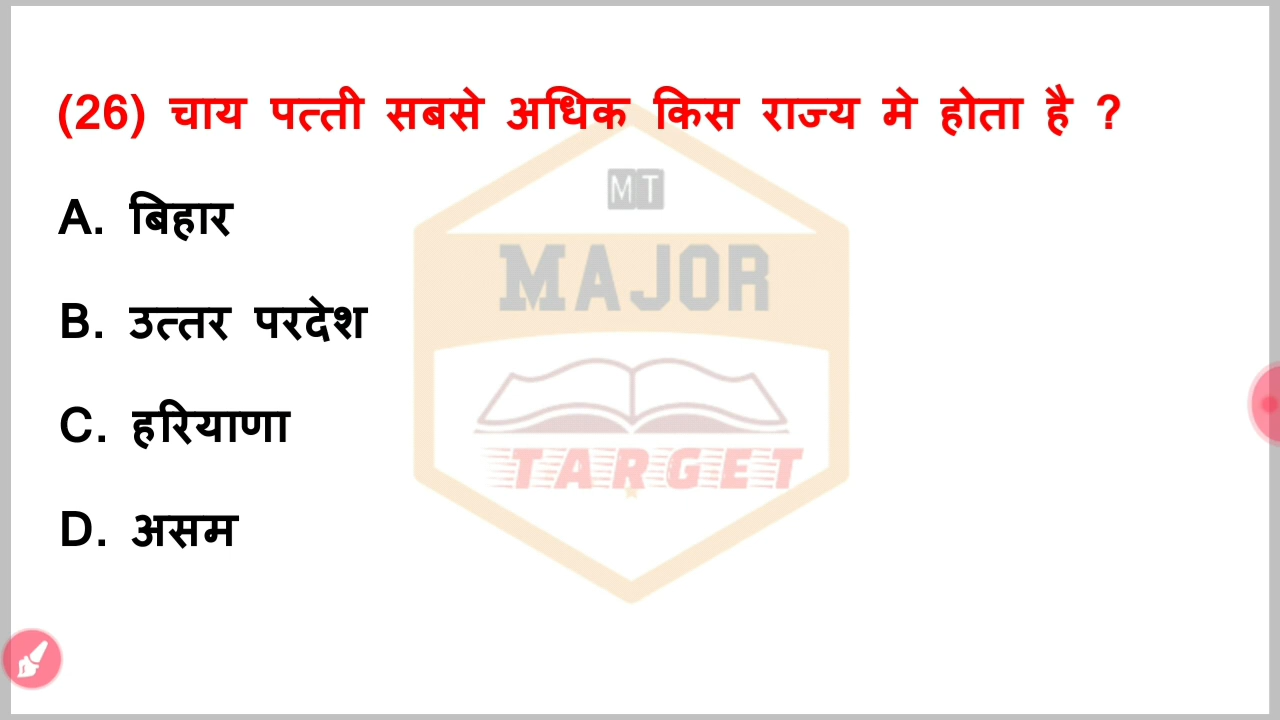 (26) चाय पत्ती सबसे अधिक किस राज्य मे होता है ?
A. बिहार
B. उत्तर परदेश
C. हरियाणा
D. असम
MT
MAJOR
TARGET